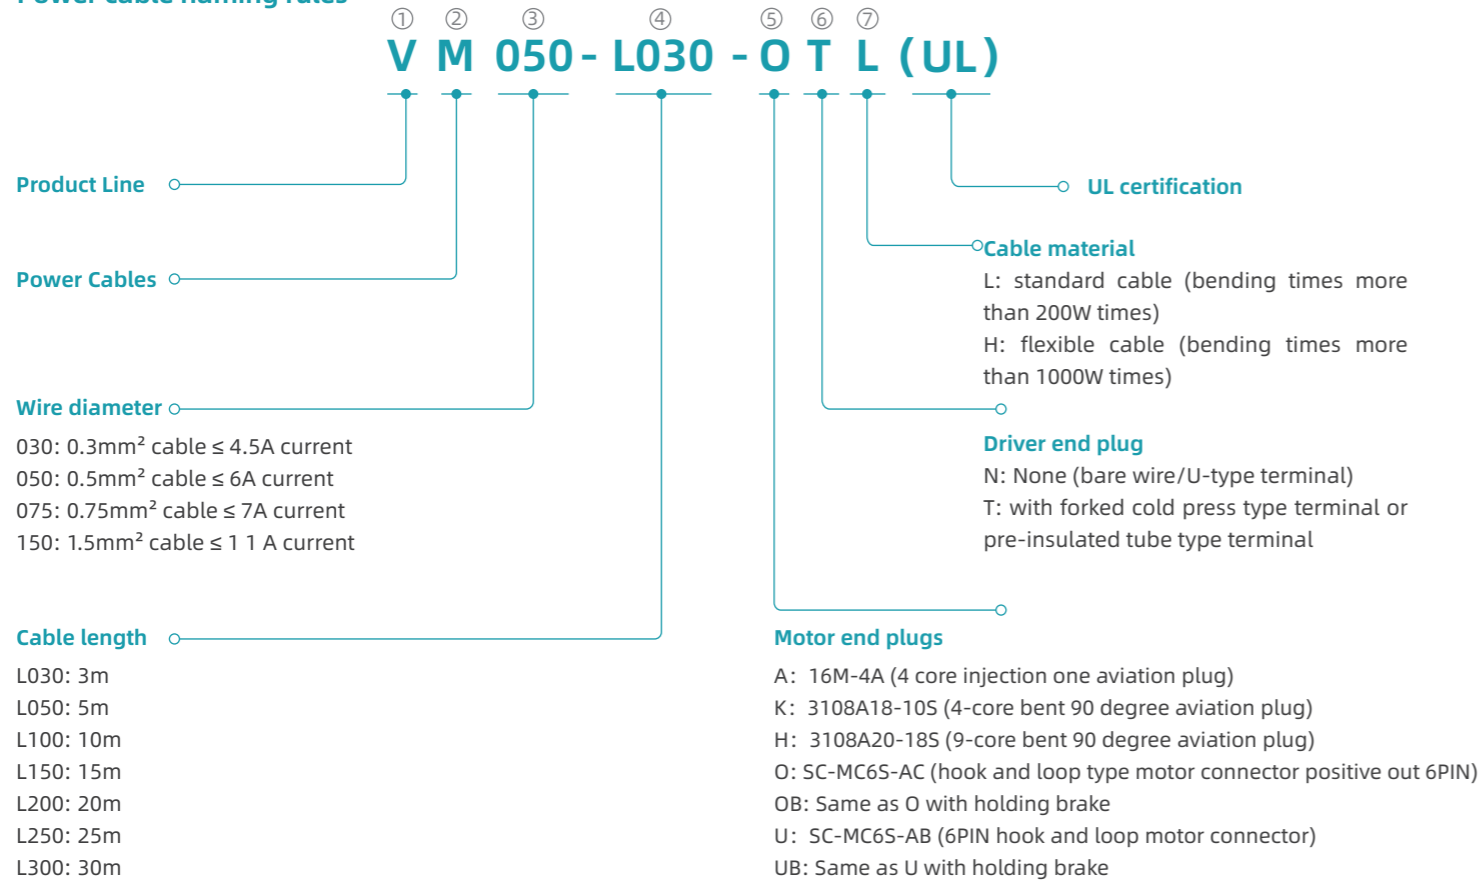 Power cable naming rules
① ② ③ ④ ⑤ ⑥ ⑦
V M 050 - L030 - O T L (UL)
Product Line
UL certification
Power Cables
Cable material
L: standard cable (bending times more
than 200W times)
H: flexible cable (bending times more
than 1000W times)
Wire diameter
030: 0.3mm² cable ≤ 4.5A current
050: 0.5mm² cable ≤ 6A current
075: 0.75mm² cable ≤ 7A current
150: 1.5mm² cable ≤ 1 1 A current
Driver end plug
N: None (bare wire/U-type terminal)
T: with forked cold press type terminal or
pre-insulated tube type terminal
Cable length
L030: 3m
L050: 5m
L100: 10m
L150: 15m
L200: 20m
L250: 25m
L300: 30m
Motor end plugs
A: 16M-4A (4 core injection one aviation plug)
K: 3108A18-10S (4-core bent 90 degree aviation plug)
H: 3108A20-18S (9-core bent 90 degree aviation plug)
O: SC-MC6S-AC (hook and loop type motor connector positive out 6PIN)
OB: Same as O with holding brake
U: SC-MC6S-AB (6PIN hook and loop motor connector)
UB: Same as U with holding brake